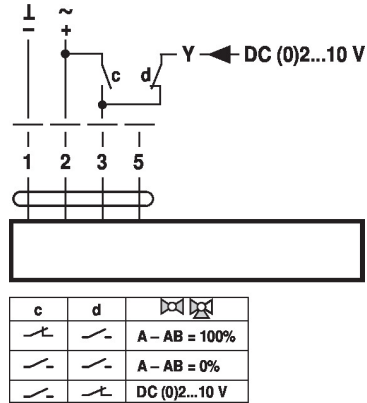 ⊥ ~
– +
c d Y DC (0)2...10 V
1 2 3 5
c d
A – AB = 100%
A – AB = 0%
DC (0)2...10 V